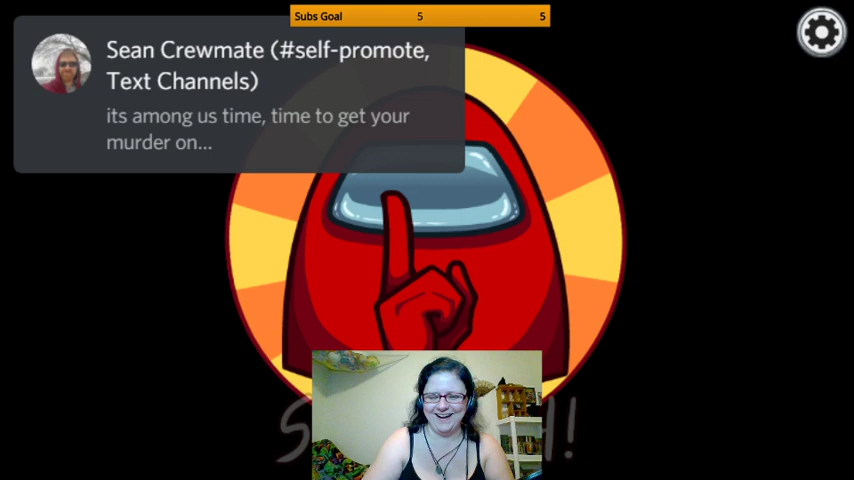 Subs Goal 5 5
Sean Crewmate (#self-promote,
Text Channels)
its among us time, time to get your
murder on...